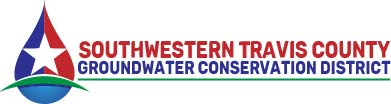 SOUTHWESTERN TRAVIS COUNTY
GROUNDWATER CONSERVATION DISTRICT